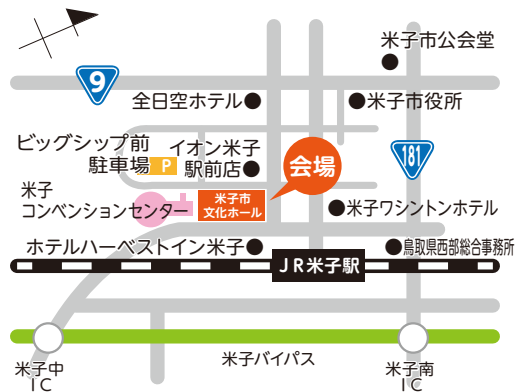 米子市公会堂
9
全日空ホテル
米子市役所
ビッグシップ前
駐車場
P
イオン米子
駅前店
会場
181
米子
コンベンションセンター
米子市
文化ホール
米子ワシントンホテル
ホテルハーベストイン米子
鳥取県西部総合事務所
JR米子駅
米子バイパス
米子中
IC
米子南
IC